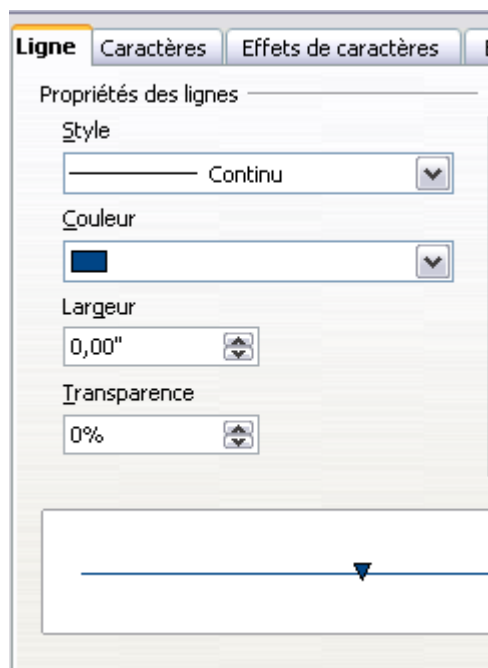 Ligne Caractères Effets de caractères
Propriétés des lignes
Style
Continu
Couleur
Largeur
0,00"
Transparence
0%